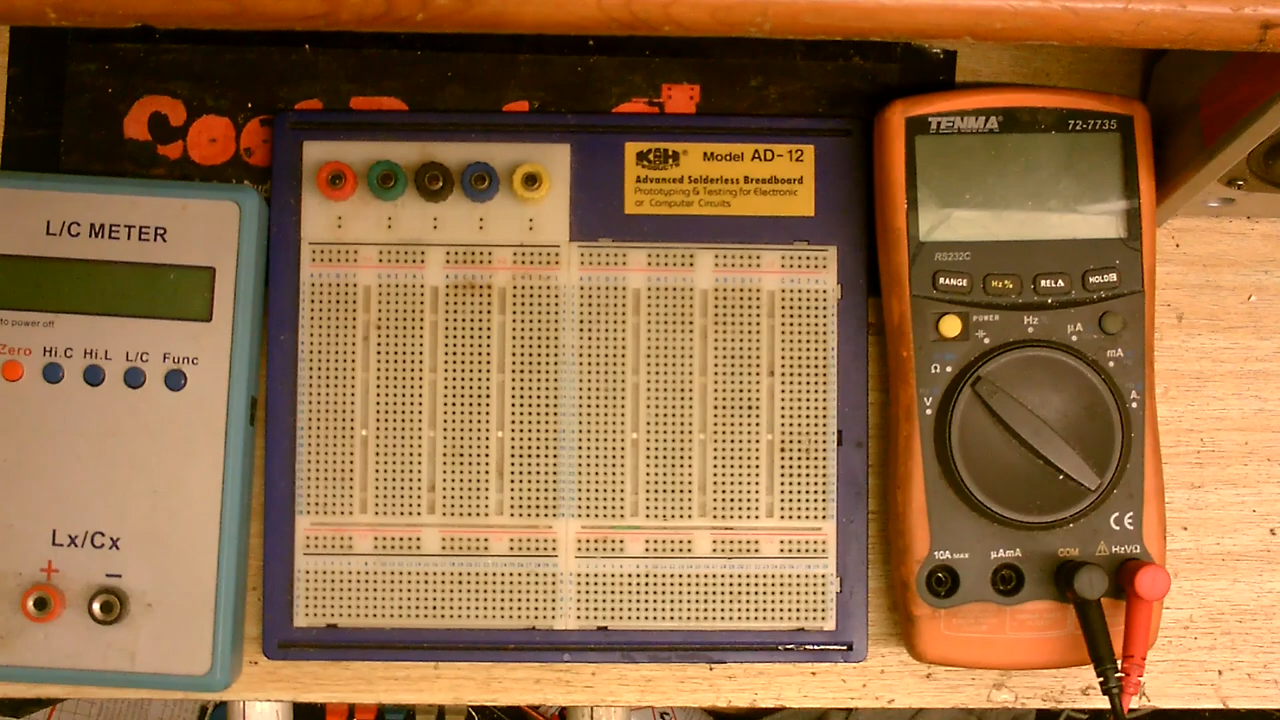 Coo
L/C METER
to power off
Zero Hi.C Hi.L L/C Func
Lx/Cx
+ −
K&H®
PRODUCTS
Model AD-12
Advanced Solderless Breadboard
Prototyping & Testing for Electronic
or Computer Circuits
TENMA®
72-7735
RS232C
RANGE Hz % REL△ HOLD
POWER
Hz
µA
mA
Ω
V
A
CE
10A MAX µAmA COM HzVΩ